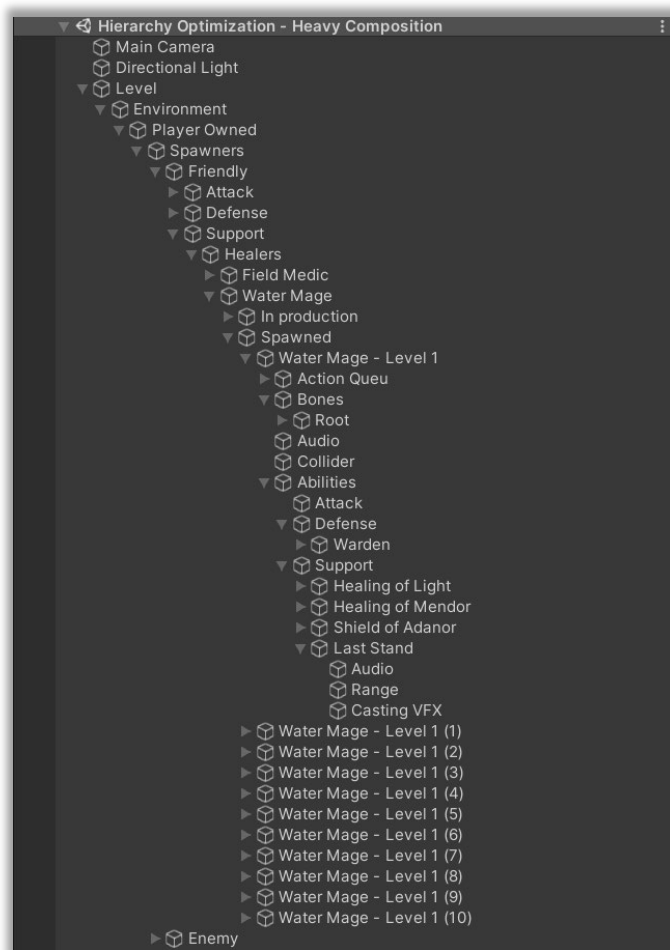 Hierarchy Optimization - Heavy Composition
Main Camera
Directional Light
Level
Environment
Player Owned
Spawners
Friendly
Attack
Defense
Support
Healers
Field Medic
Water Mage
In production
Spawned
Water Mage - Level 1
Action Queu
Bones
Root
Audio
Collider
Abilities
Attack
Defense
Warden
Support
Healing of Light
Healing of Mendor
Shield of Adanor
Last Stand
Audio
Range
Casting VFX
Water Mage - Level 1 (1)
Water Mage - Level 1 (2)
Water Mage - Level 1 (3)
Water Mage - Level 1 (4)
Water Mage - Level 1 (5)
Water Mage - Level 1 (6)
Water Mage - Level 1 (7)
Water Mage - Level 1 (8)
Water Mage - Level 1 (9)
Water Mage - Level 1 (10)
Enemy